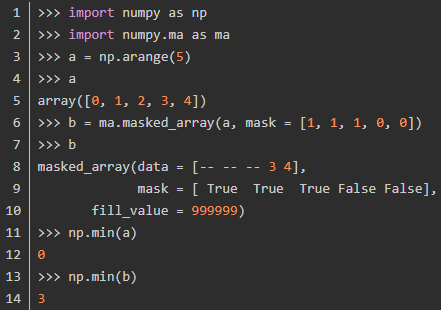 1 >>> import numpy as np
2 >>> import numpy.ma as ma
3 >>> a = np.arange(5)
4 >>> a
5 array([0, 1, 2, 3, 4])
6 >>> b = ma.masked_array(a, mask = [1, 1, 1, 0, 0])
7 >>> b
8 masked_array(data = [-- -- -- 3 4],
9              mask = [ True  True  True False False],
10        fill_value = 999999)
11 >>> np.min(a)
12 0
13 >>> np.min(b)
14 3